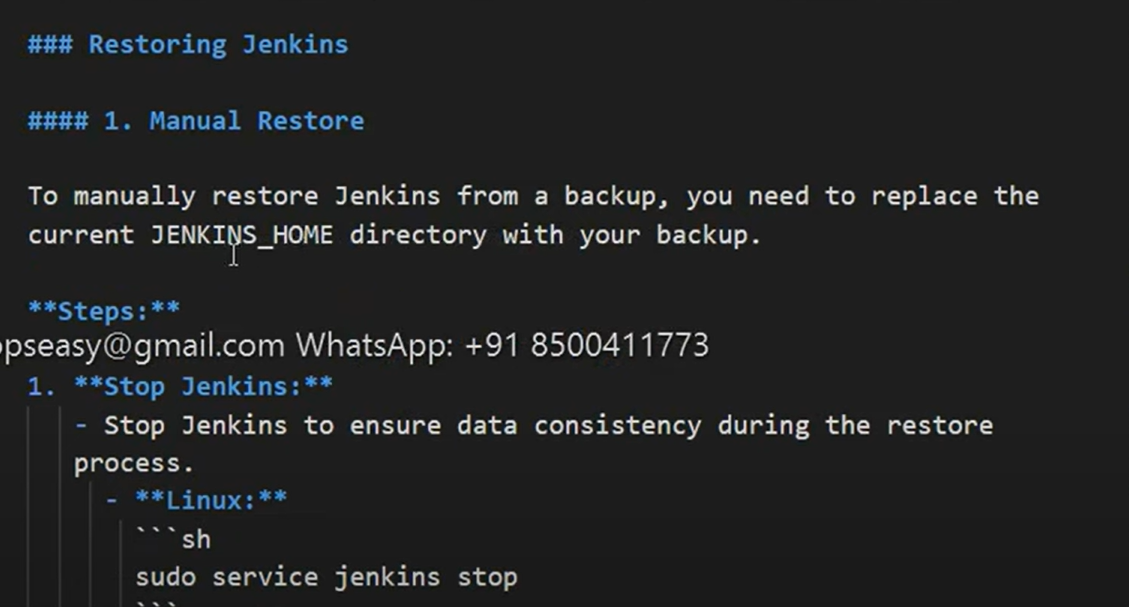 ### Restoring Jenkins
#### 1. Manual Restore
To manually restore Jenkins from a backup, you need to replace the
current JENKINS_HOME directory with your backup.
**Steps:**
opseasy@gmail.com WhatsApp: +91 8500411773
1. **Stop Jenkins:**
- Stop Jenkins to ensure data consistency during the restore
process.
- **Linux:**
```sh
sudo service jenkins stop
```